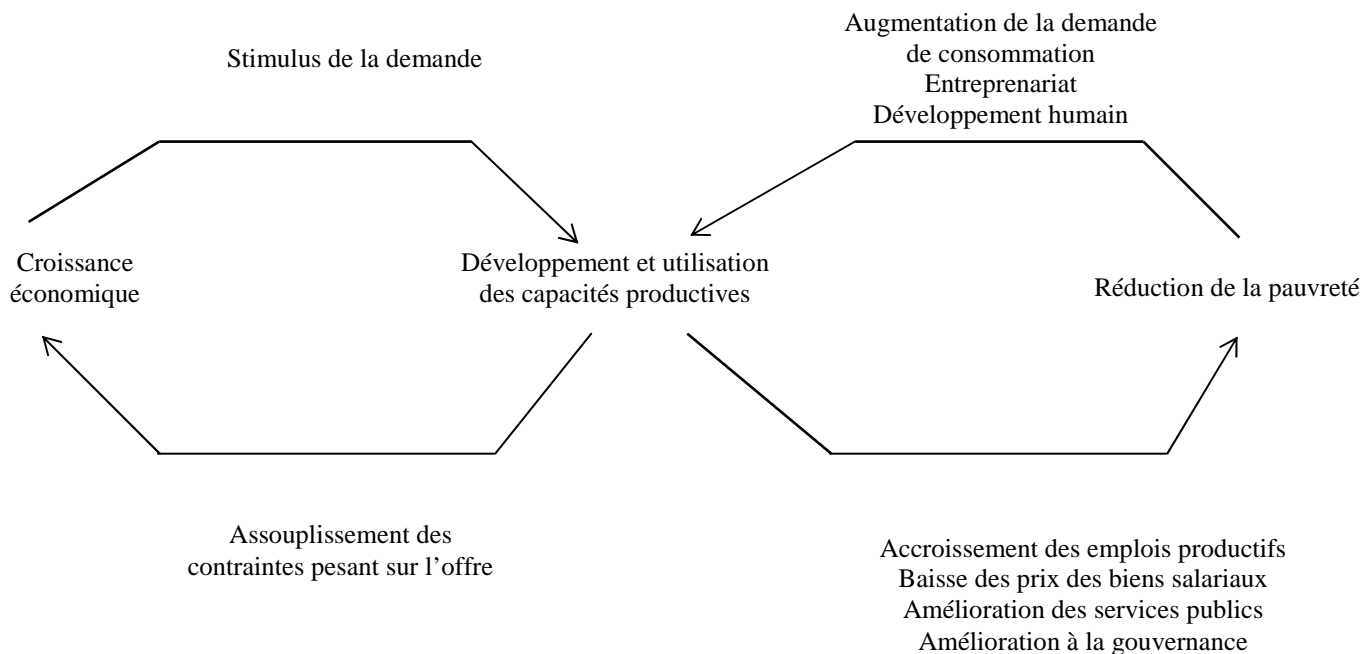 Stimulus de la demande
Augmentation de la demande
de consommation
Entreprenariat
Développement humain
Croissance
économique
Développement et utilisation
des capacités productives
Réduction de la pauvreté
Assouplissement des
contraintes pesant sur l’offre
Accroissement des emplois productifs
Baisse des prix des biens salariaux
Amélioration des services publics
Amélioration à la gouvernance